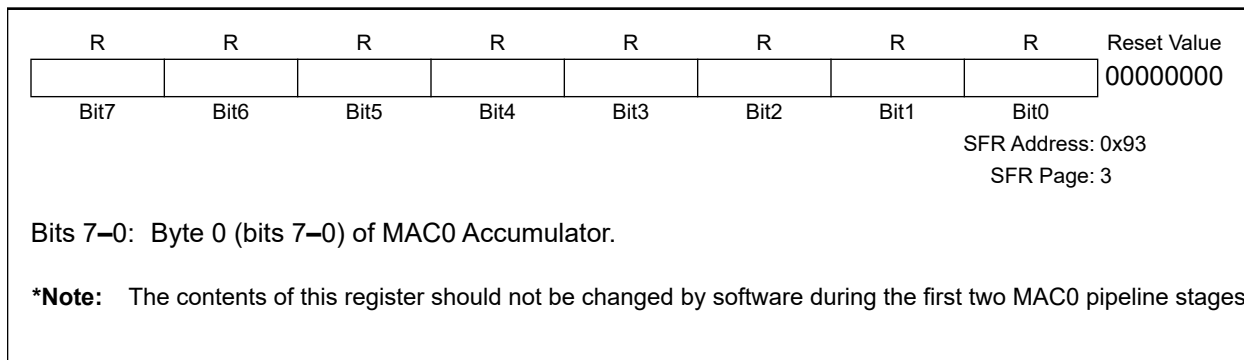 R R R R R R R R Reset Value
00000000
Bit7 Bit6 Bit5 Bit4 Bit3 Bit2 Bit1 Bit0
SFR Address: 0x93
SFR Page: 3
Bits 7–0: Byte 0 (bits 7–0) of MAC0 Accumulator.
*Note: The contents of this register should not be changed by software during the first two MAC0 pipeline stages